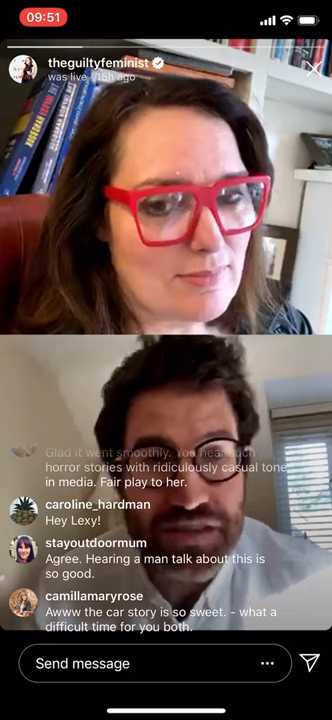 09:51
theguiltyfeminist
was live · 15h ago
Glad it went smoothly. You hear such
horror stories with ridiculously casual tone
in media. Fair play to her.
caroline_hardman
Hey Lexy!
stayoutdoormum
Agree. Hearing a man talk about this is
so good.
camillamaryrose
Awww the car story is so sweet. - what a
difficult time for you both.
Send message